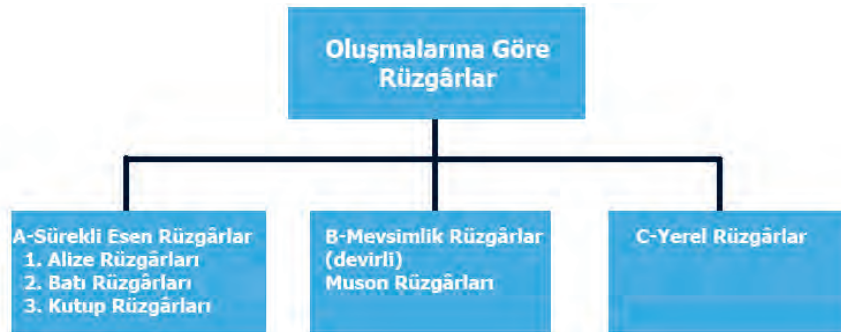 Oluşmalarına Göre
Rüzgârlar
A-Sürekli Esen Rüzgârlar
1. Alize Rüzgârları
2. Batı Rüzgârları
3. Kutup Rüzgârları
B-Mevsimlik Rüzgârlar
(devirli)
Muson Rüzgârları
C-Yerel Rüzgârlar